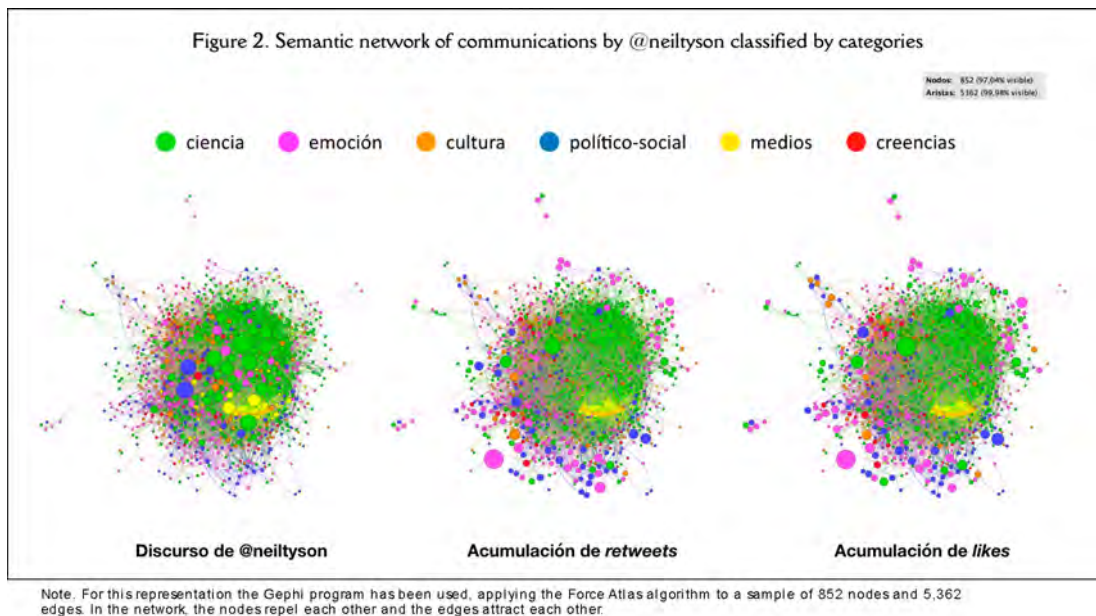 Figure 2. Semantic network of communications by @neiltyson classified by categories
Nodos: 852 (97,04% visible)
Aristas: 5362 (99,98% visible)
ciencia emoción cultura político-social medios creencias
Discurso de @neiltyson Acumulación de retweets Acumulación de likes
Note. For this representation the Gephi program has been used, applying the Force Atlas algorithm to a sample of 852 nodes and 5,362
edges. In the network, the nodes repel each other and the edges attract each other.